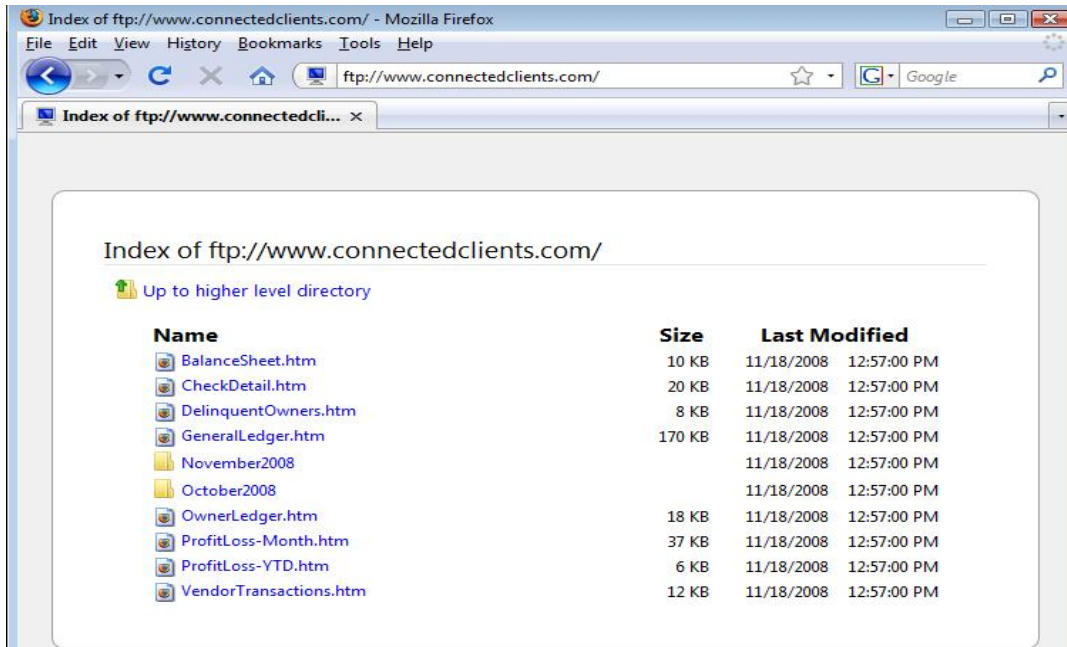 Index of ftp://www.connectedclients.com/ - Mozilla Firefox
File Edit View History Bookmarks Tools Help
ftp://www.connectedclients.com/ G Google
Index of ftp://www.connectedcli...
Index of ftp://www.connectedclients.com/
Up to higher level directory
Name Size Last Modified
BalanceSheet.htm 10 KB 11/18/2008 12:57:00 PM
CheckDetail.htm 20 KB 11/18/2008 12:57:00 PM
DelinquentOwners.htm 8 KB 11/18/2008 12:57:00 PM
GeneralLedger.htm 170 KB 11/18/2008 12:57:00 PM
November2008 11/18/2008 12:57:00 PM
October2008 11/18/2008 12:57:00 PM
OwnerLedger.htm 18 KB 11/18/2008 12:57:00 PM
ProfitLoss-Month.htm 37 KB 11/18/2008 12:57:00 PM
ProfitLoss-YTD.htm 6 KB 11/18/2008 12:57:00 PM
VendorTransactions.htm 12 KB 11/18/2008 12:57:00 PM